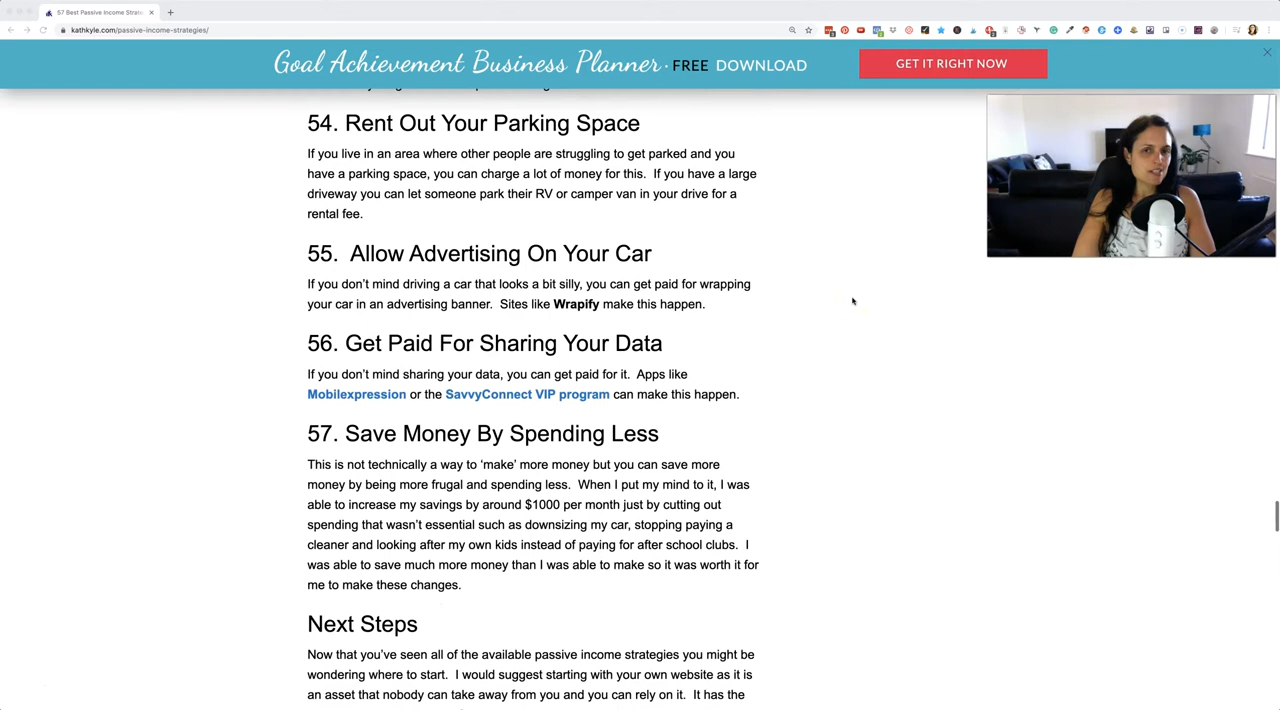 57 Best Passive Income Strate
kathkyle.com/passive-income-strategies/
Goal Achievement Business Planner · FREE DOWNLOAD
GET IT RIGHT NOW
54. Rent Out Your Parking Space
If you live in an area where other people are struggling to get parked and you
have a parking space, you can charge a lot of money for this. If you have a large
driveway you can let someone park their RV or camper van in your drive for a
rental fee.
55. Allow Advertising On Your Car
If you don’t mind driving a car that looks a bit silly, you can get paid for wrapping
your car in an advertising banner. Sites like Wrapify make this happen.
56. Get Paid For Sharing Your Data
If you don’t mind sharing your data, you can get paid for it. Apps like
Mobilexpression or the SavvyConnect VIP program can make this happen.
57. Save Money By Spending Less
This is not technically a way to ‘make’ more money but you can save more
money by being more frugal and spending less. When I put my mind to it, I was
able to increase my savings by around $1000 per month just by cutting out
spending that wasn’t essential such as downsizing my car, stopping paying a
cleaner and looking after my own kids instead of paying for after school clubs. I
was able to save much more money than I was able to make so it was worth it for
me to make these changes.
Next Steps
Now that you’ve seen all of the available passive income strategies you might be
wondering where to start. I would suggest starting with your own website as it is
an asset that nobody can take away from you and you can rely on it. It has the